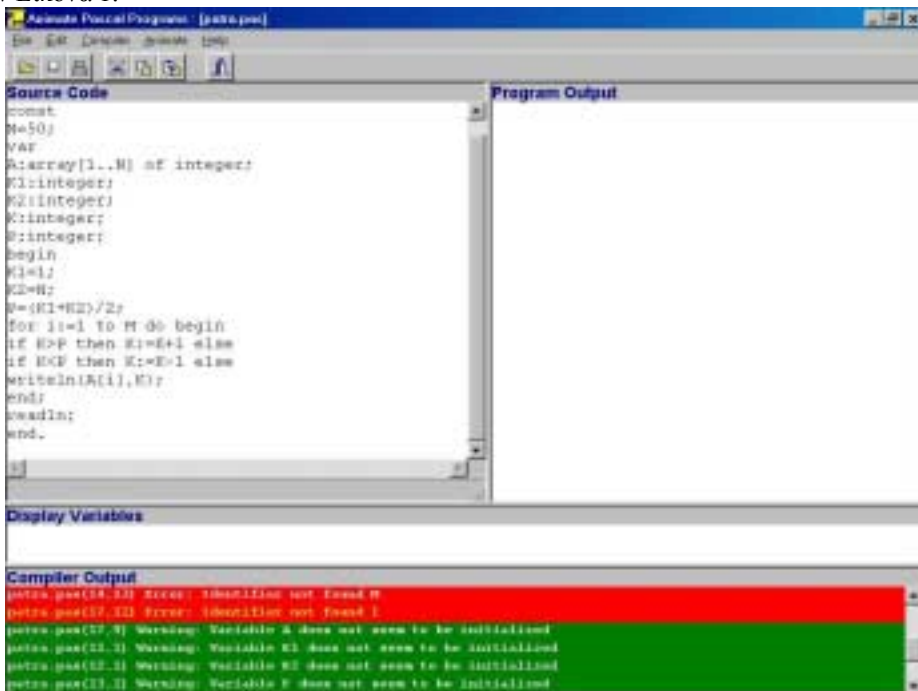 Animate Pascal Programs - [petra.pas]
File Edit Compiler Animate Help
Source Code
Program Output
const
N=50;
var
A:array[1..N] of integer;
K1:integer;
K2:integer;
K:integer;
P:integer;
begin
K1=1;
K2=N;
P=(K1+K2)/2;
for i:=1 to M do begin
if K>P then K:=K+1 else
if K<P then K:=K-1 else
writeln(A[i],K);
end;
readln;
end.
Display Variables
Compiler Output
Error: Identifier not found M
Error: Identifier not found I
Warning: Variable A does not seem to be initialized
Warning: Variable K1 does not seem to be initialized
Warning: Variable K2 does not seem to be initialized
Warning: Variable P does not seem to be initialized